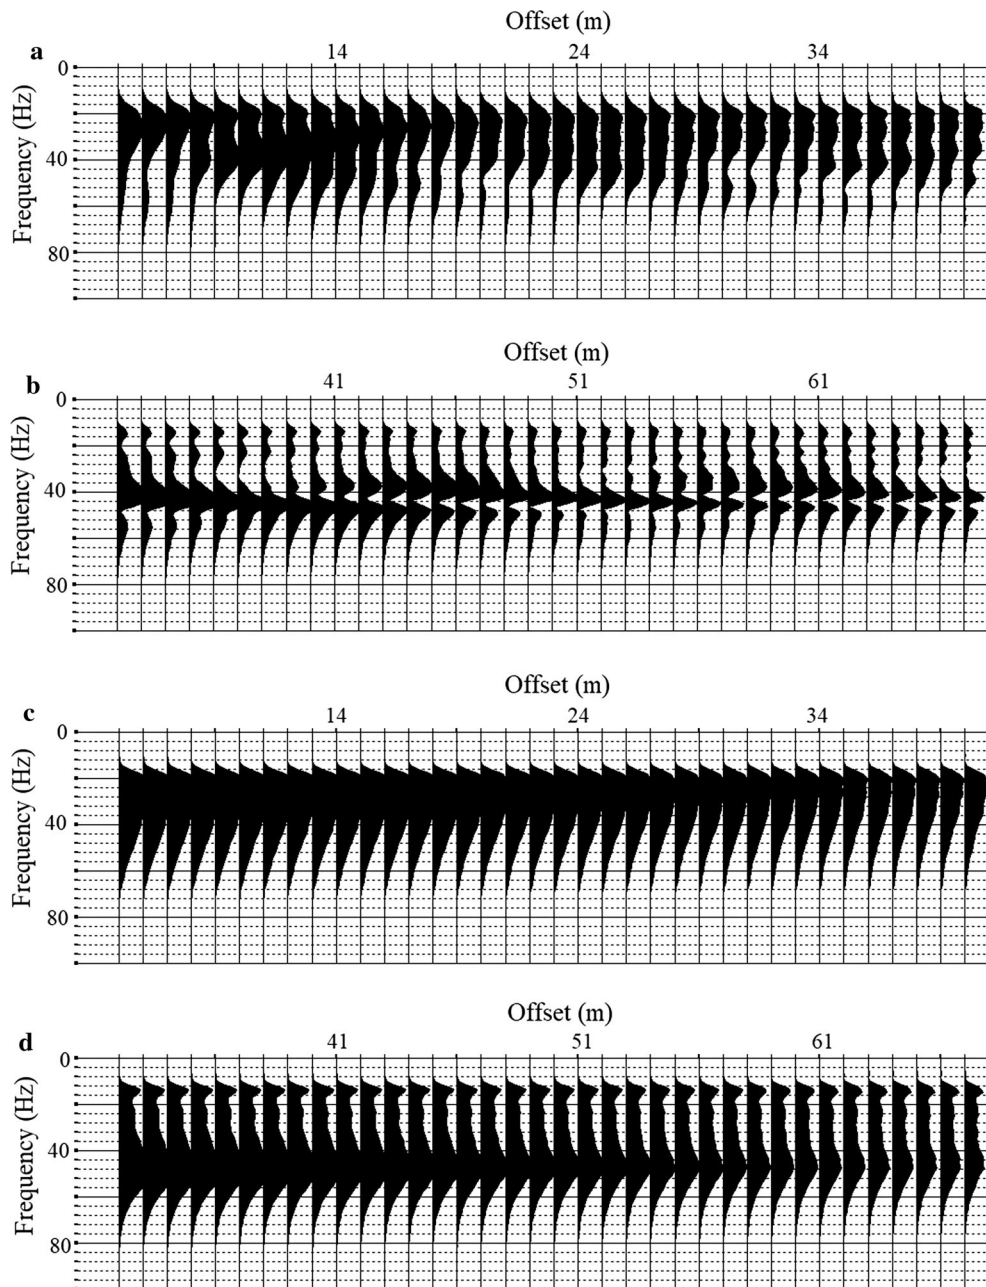 Offset (m)
a 14 24 34
0
40
80
Frequency (Hz)
Offset (m)
b 41 51 61
0
40
80
Frequency (Hz)
Offset (m)
c 14 24 34
0
40
80
Frequency (Hz)
Offset (m)
d 41 51 61
0
40
80
Frequency (Hz)